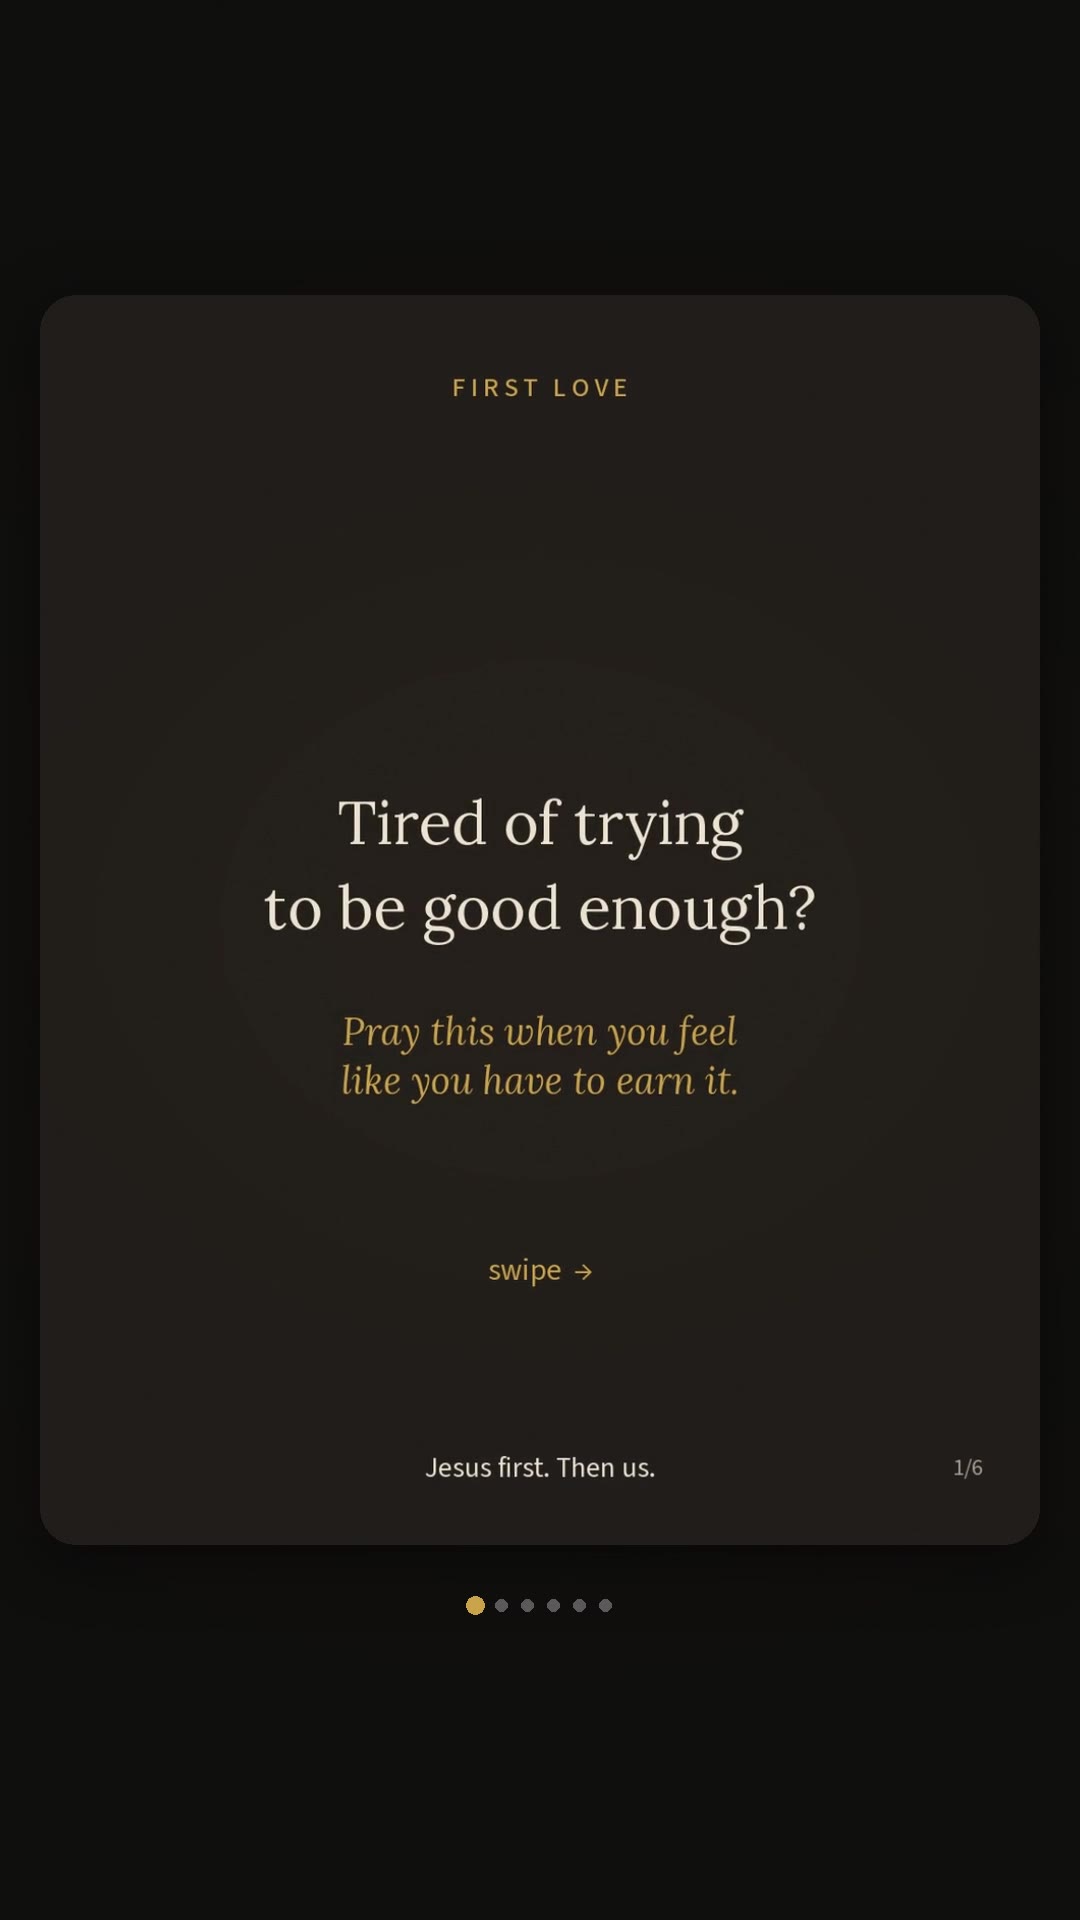 FIRST LOVE
Tired of trying
to be good enough?
Pray this when you feel
like you have to earn it.
swipe →
Jesus first. Then us.
1/6